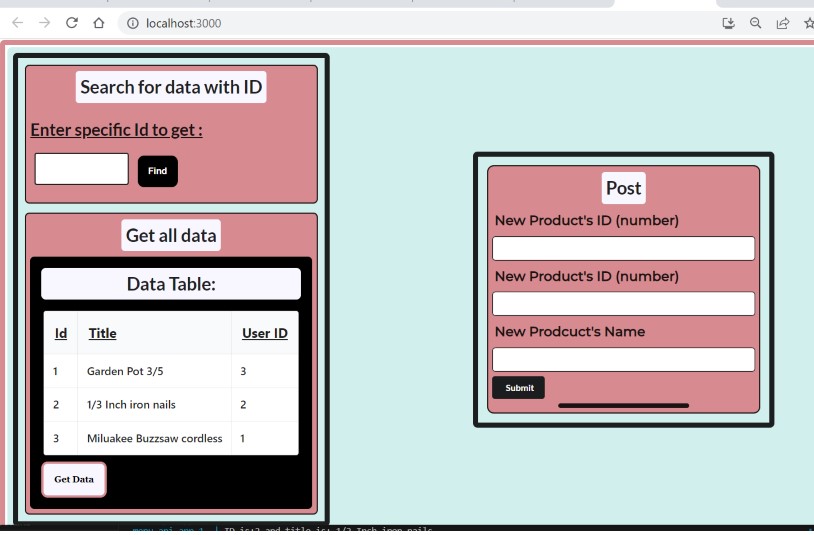 localhost:3000
Search for data with ID
Enter specific Id to get :
Find
Get all data
Data Table:
Id Title User ID
1 Garden Pot 3/5 3
2 1/3 Inch iron nails 2
3 Miluakee Buzzsaw cordless 1
Get Data
Post
New Product's ID (number)
New Product's ID (number)
New Prodcuct's Name
Submit
ID is:2 and title is: 1/3 Inch iron nails